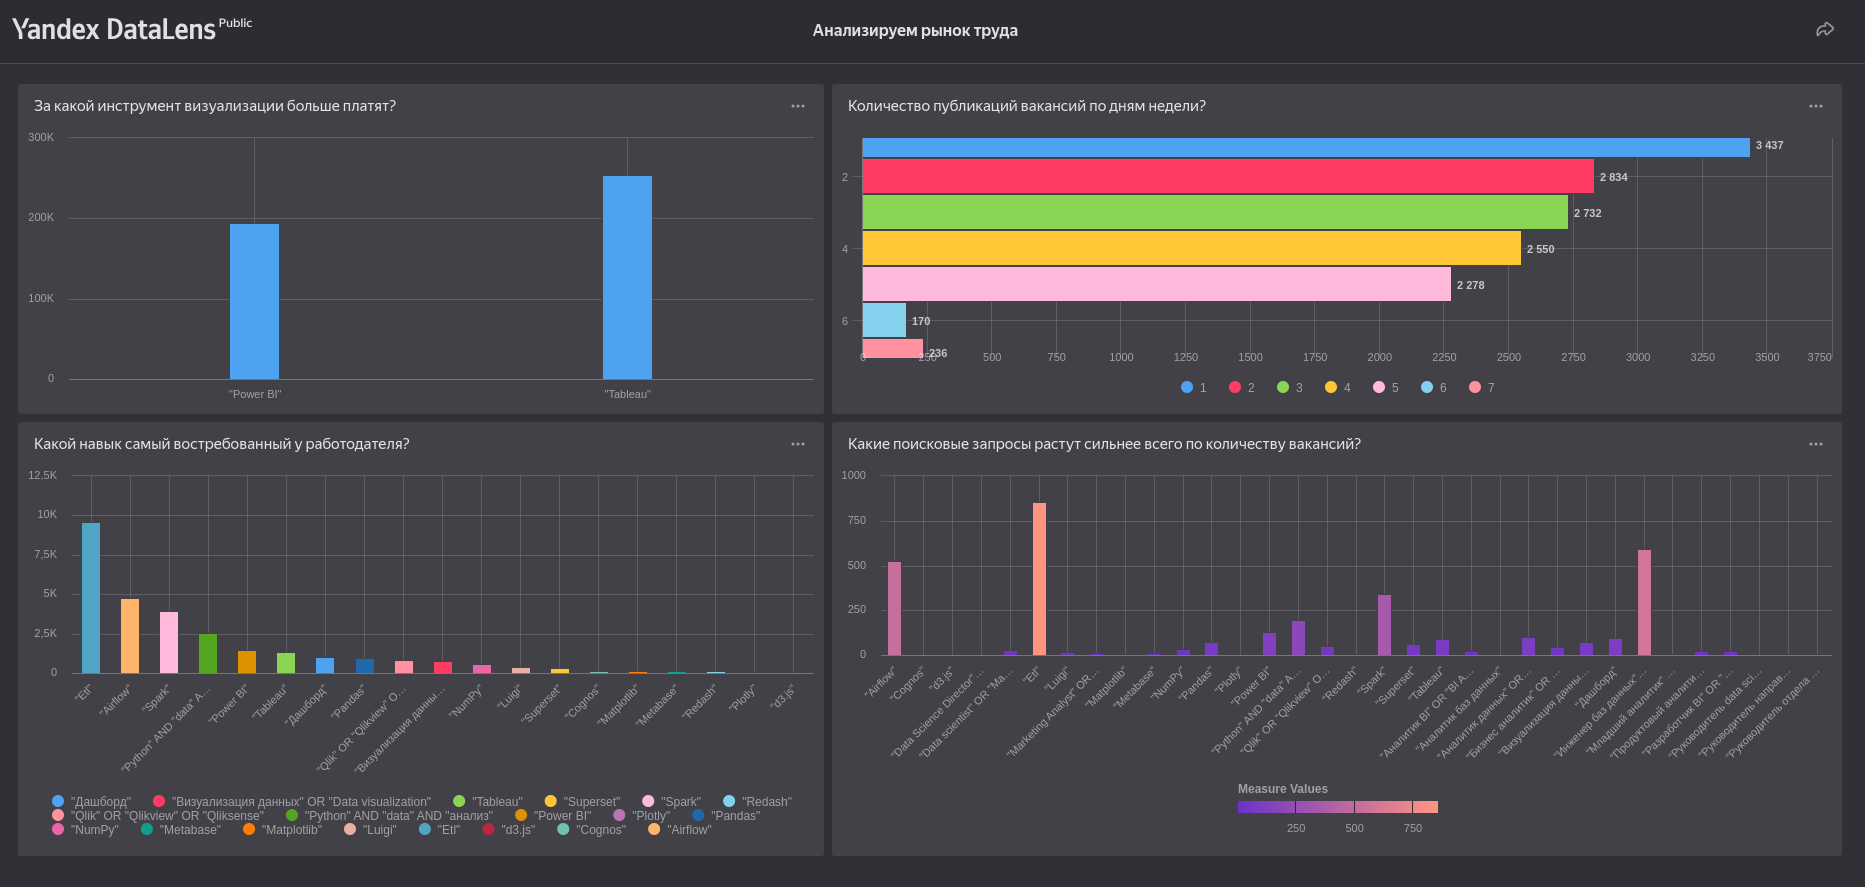 Yandex DataLens Public
Анализируем рынок труда
За какой инструмент визуализации больше платят?
300K
200K
100K
0
"Power BI"
"Tableau"
Количество публикаций вакансий по дням недели?
3 437
2
2 834
2 732
4
2 550
2 278
6
170
236
0
250
500
750
1000
1250
1500
1750
2000
2250
2500
2750
3000
3250
3500
3750
1
2
3
4
5
6
7
Какой навык самый востребованный у работодателя?
12,5K
10K
7,5K
5K
2,5K
0
"Etl"
"Airflow"
"Spark"
"Python" AND "data" A...
"Power BI"
"Tableau"
"Дашборд"
"Pandas"
"Qlik" OR "Qlikview" O...
"Визуализация данны...
"NumPy"
"Luigi"
"Superset"
"Cognos"
"Matplotlib"
"Metabase"
"Redash"
"Plotly"
"d3.js"
"Дашборд"
"Визуализация данных" OR "Data visualization"
"Tableau"
"Superset"
"Spark"
"Redash"
"Qlik" OR "Qlikview" OR "Qliksense"
"Python" AND "data" AND "анализ"
"Power BI"
"Plotly"
"Pandas"
"NumPy"
"Metabase"
"Matplotlib"
"Luigi"
"Etl"
"d3.js"
"Cognos"
"Airflow"
Какие поисковые запросы растут сильнее всего по количеству вакансий?
1000
750
500
250
0
"Airflow"
"Cognos"
"d3.js"
"Data Science Director"...
"Data scientist" OR "Ma...
"Etl"
"Luigi"
"Marketing Analyst" OR...
"Matplotlib"
"Metabase"
"NumPy"
"Pandas"
"Plotly"
"Power BI"
"Python" AND "data" A...
"Qlik" OR "Qlikview" O...
"Redash"
"Spark"
"Superset"
"Tableau"
"Аналитик BI" OR "BI A...
"Аналитик баз данных"
"Аналитик данных" OR...
"Бизнес аналитик" OR ...
"Визуализация данны...
"Дашборд"
"Инженер баз данных"...
"Младший аналитик" ...
"Продуктовый аналити...
"Разработчик BI" OR "...
"Руководитель data sci...
"Руководитель направ...
"Руководитель отдела ...
Measure Values
250
500
750